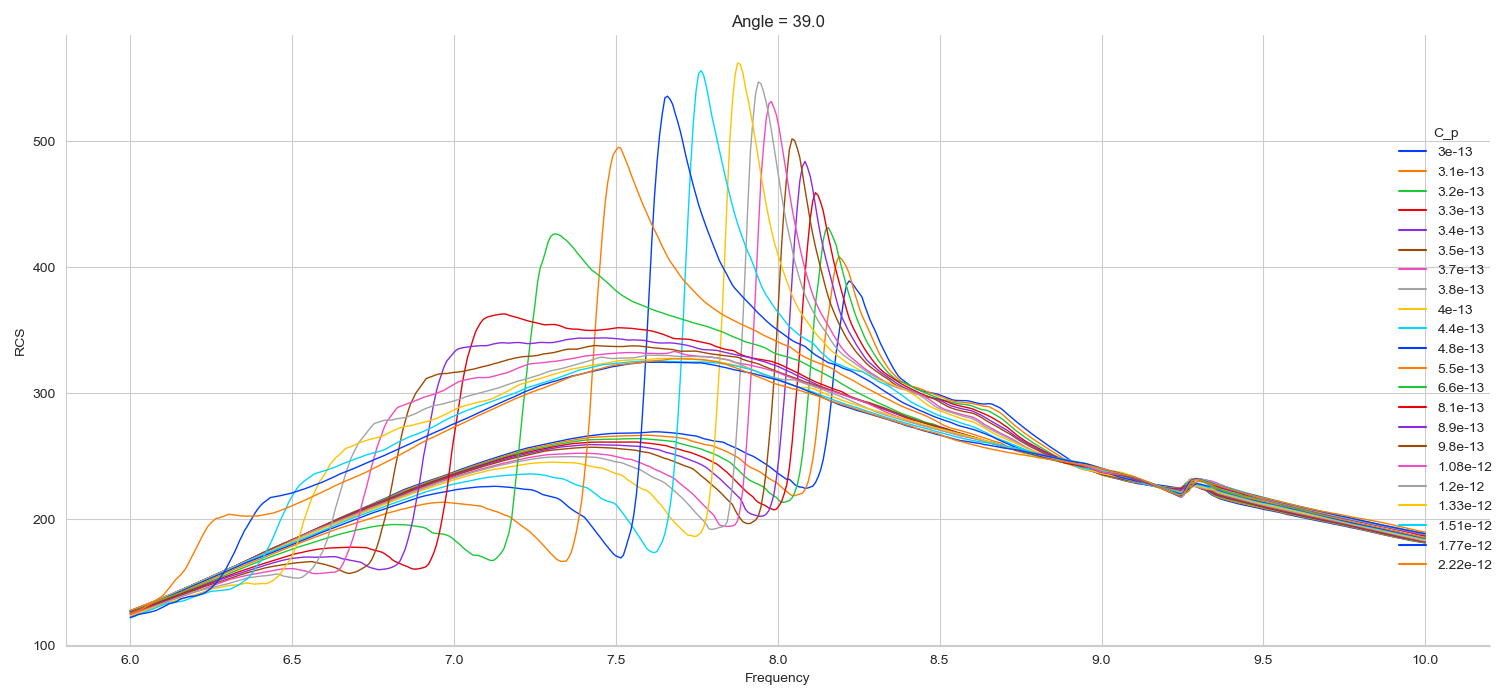 Angle = 39.0
RCS
500
400
300
200
100
6.0 6.5 7.0 7.5 8.0 8.5 9.0 9.5 10.0
Frequency
C_p
3e-13
3.1e-13
3.2e-13
3.3e-13
3.4e-13
3.5e-13
3.7e-13
3.8e-13
4e-13
4.4e-13
4.8e-13
5.5e-13
6.6e-13
8.1e-13
8.9e-13
9.8e-13
1.08e-12
1.2e-12
1.33e-12
1.51e-12
1.77e-12
2.22e-12